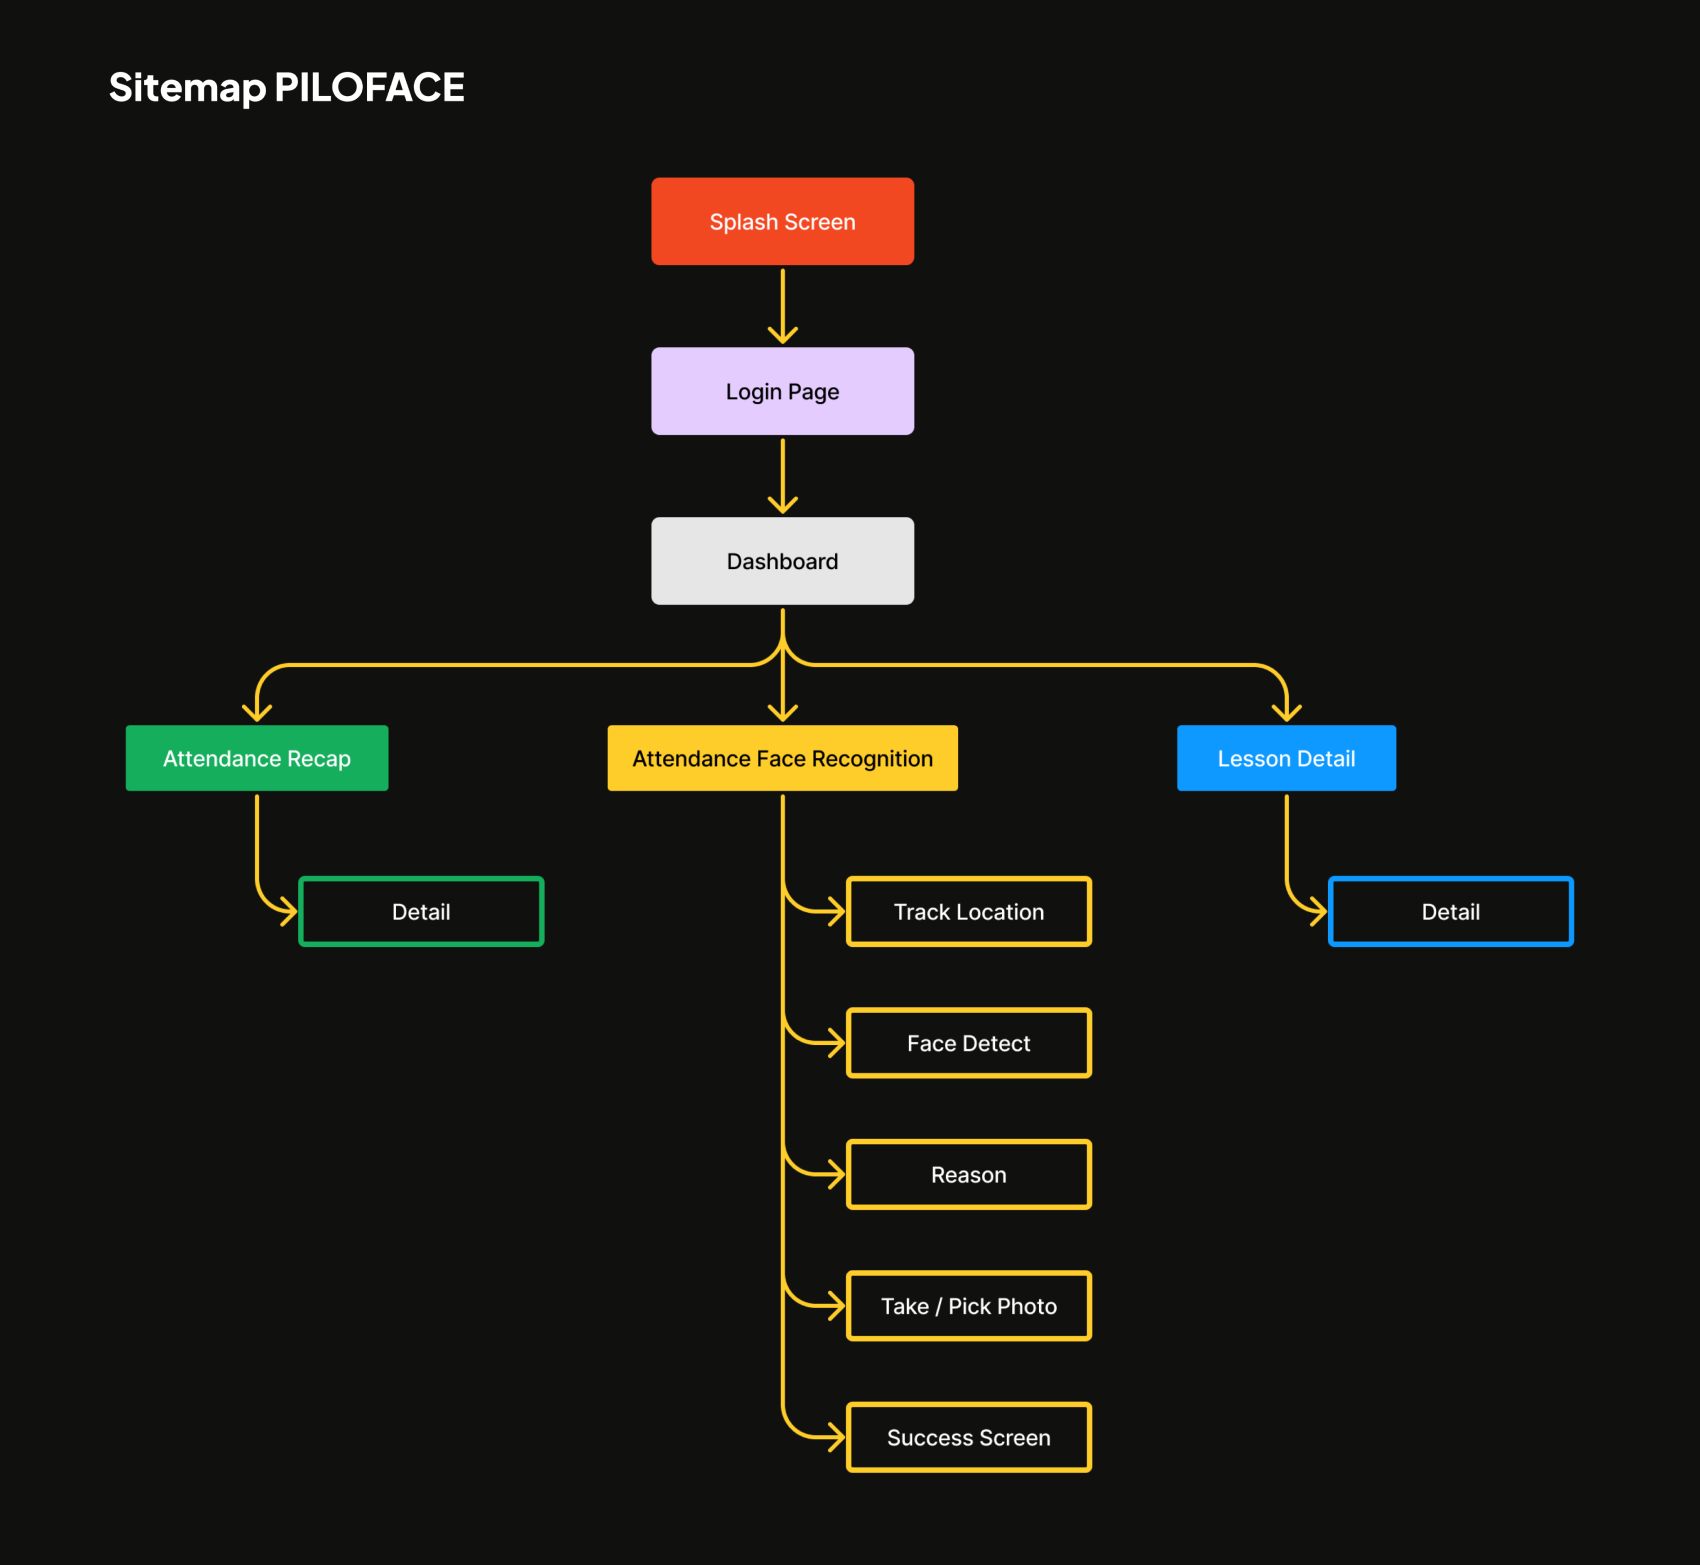 Sitemap PILOFACE
Splash Screen
Login Page
Dashboard
Attendance Recap
Attendance Face Recognition
Lesson Detail
Detail
Track Location
Detail
Face Detect
Reason
Take / Pick Photo
Success Screen